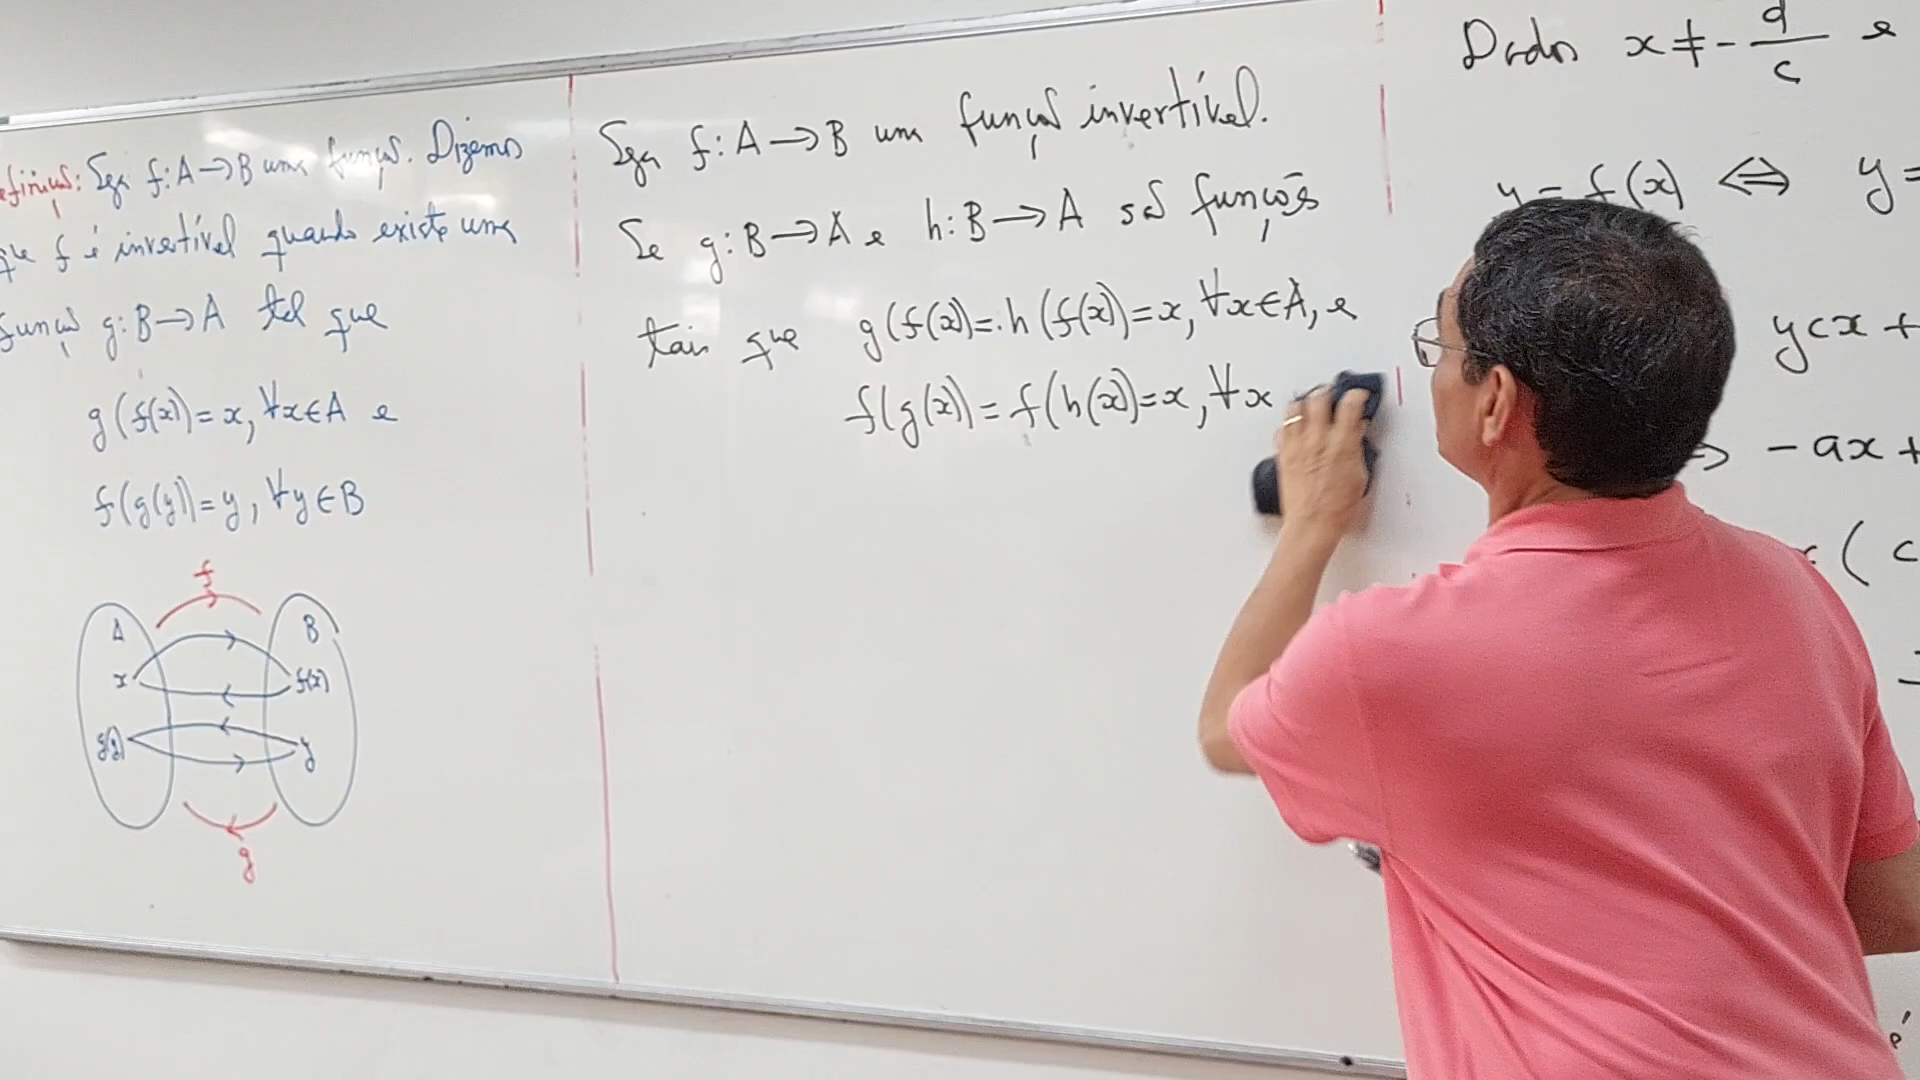 efinição: Seja f: A → B uma função. Dizemos
que f é invertível quando existe uma
função g: B → A tal que
g(f(x)) = x, ∀x ∈ A e
f(g(y)) = y, ∀y ∈ B
f
A B
x f(x)
g(y) y
g
Seja f: A → B uma função invertível.
Se g: B → A e h: B → A são funções
tais que g(f(x)) = h(f(x)) = x, ∀x ∈ A, e
f(g(x)) = f(h(x)) = x, ∀x
Dados x ≠ - d/c e
y = f(x) ⇔ y =
ycx +
- ax +
( c